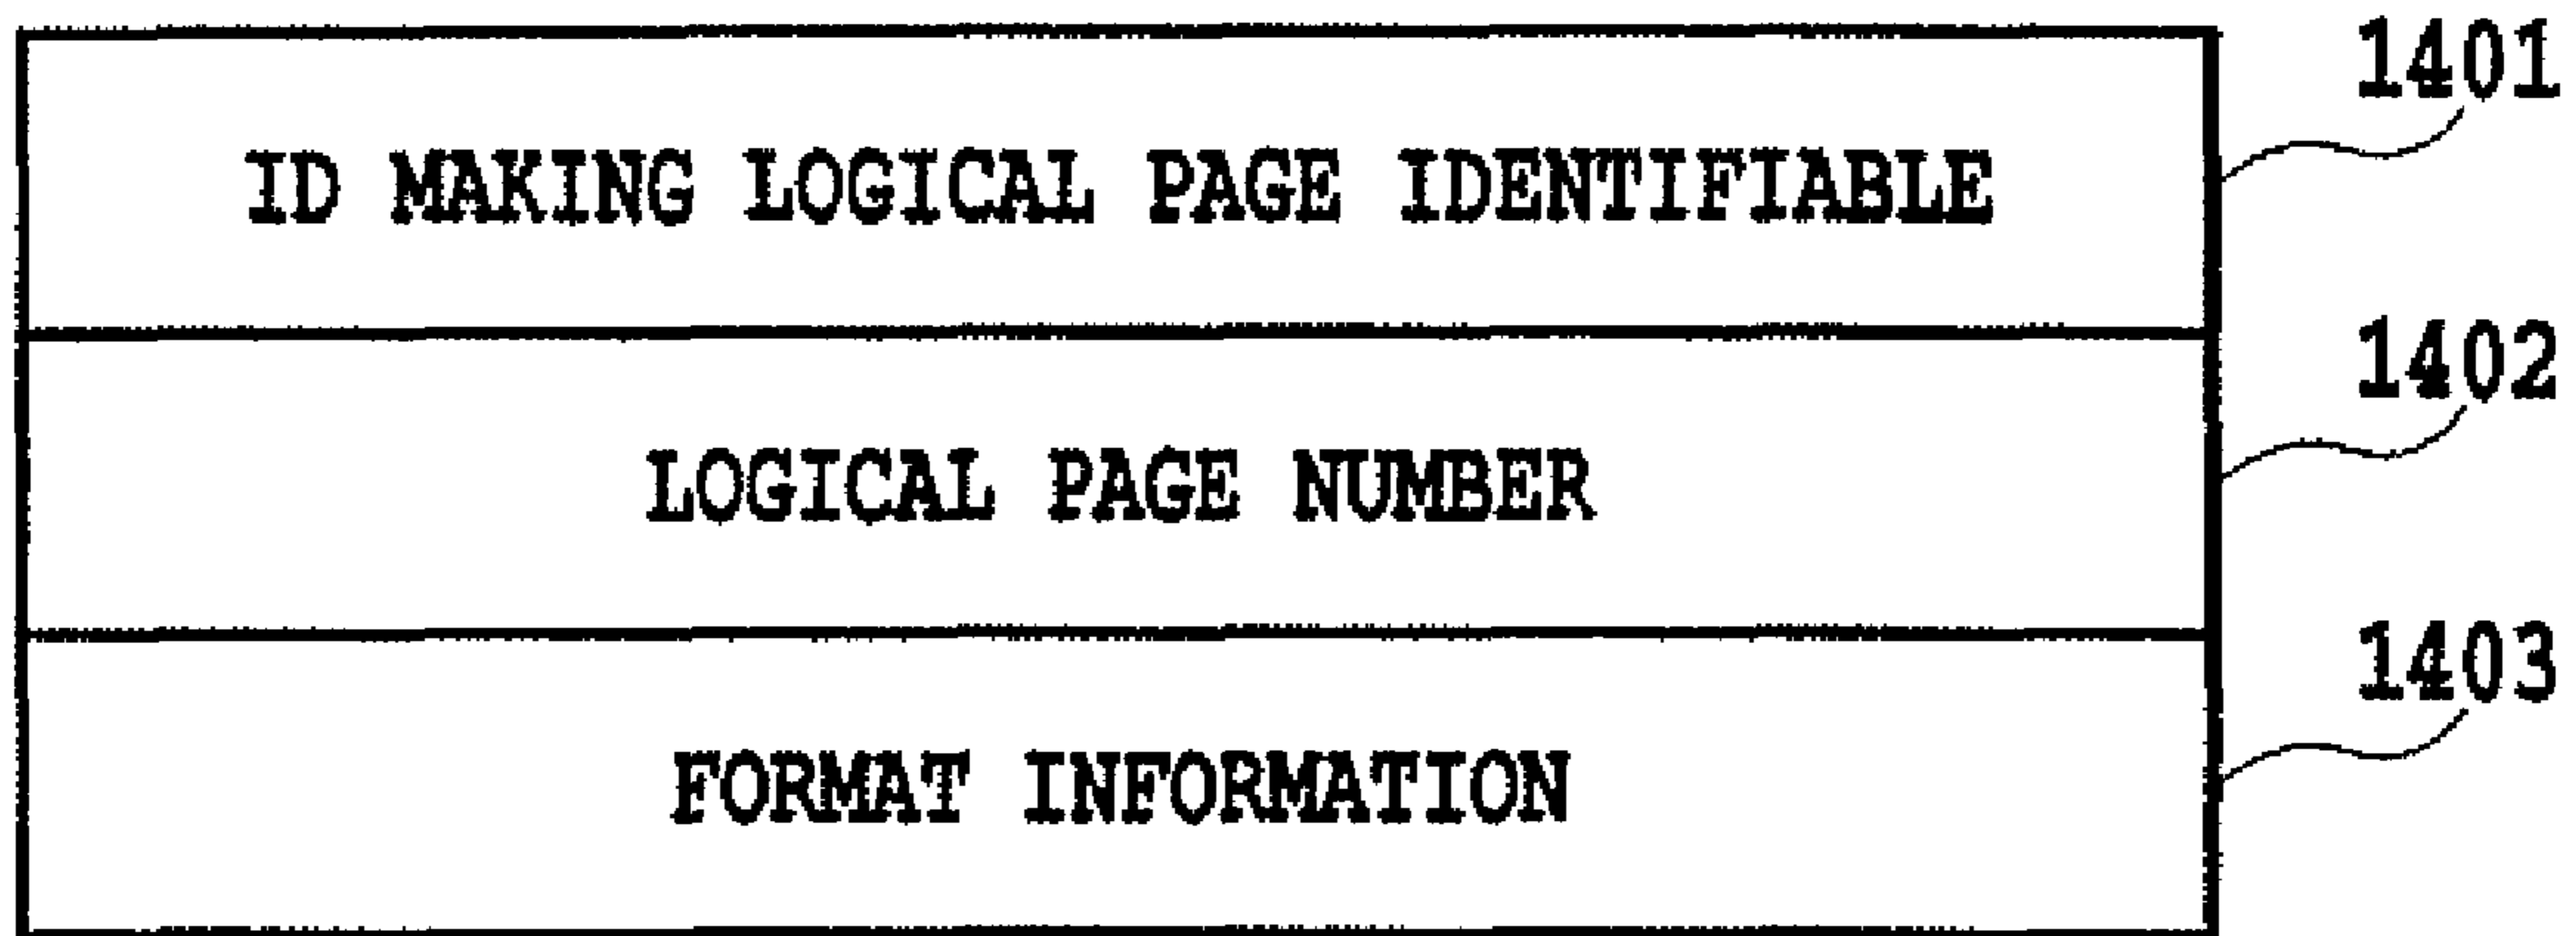 1401
ID MAKING LOGICAL PAGE IDENTIFIABLE
1402
LOGICAL PAGE NUMBER
1403
FORMAT INFORMATION